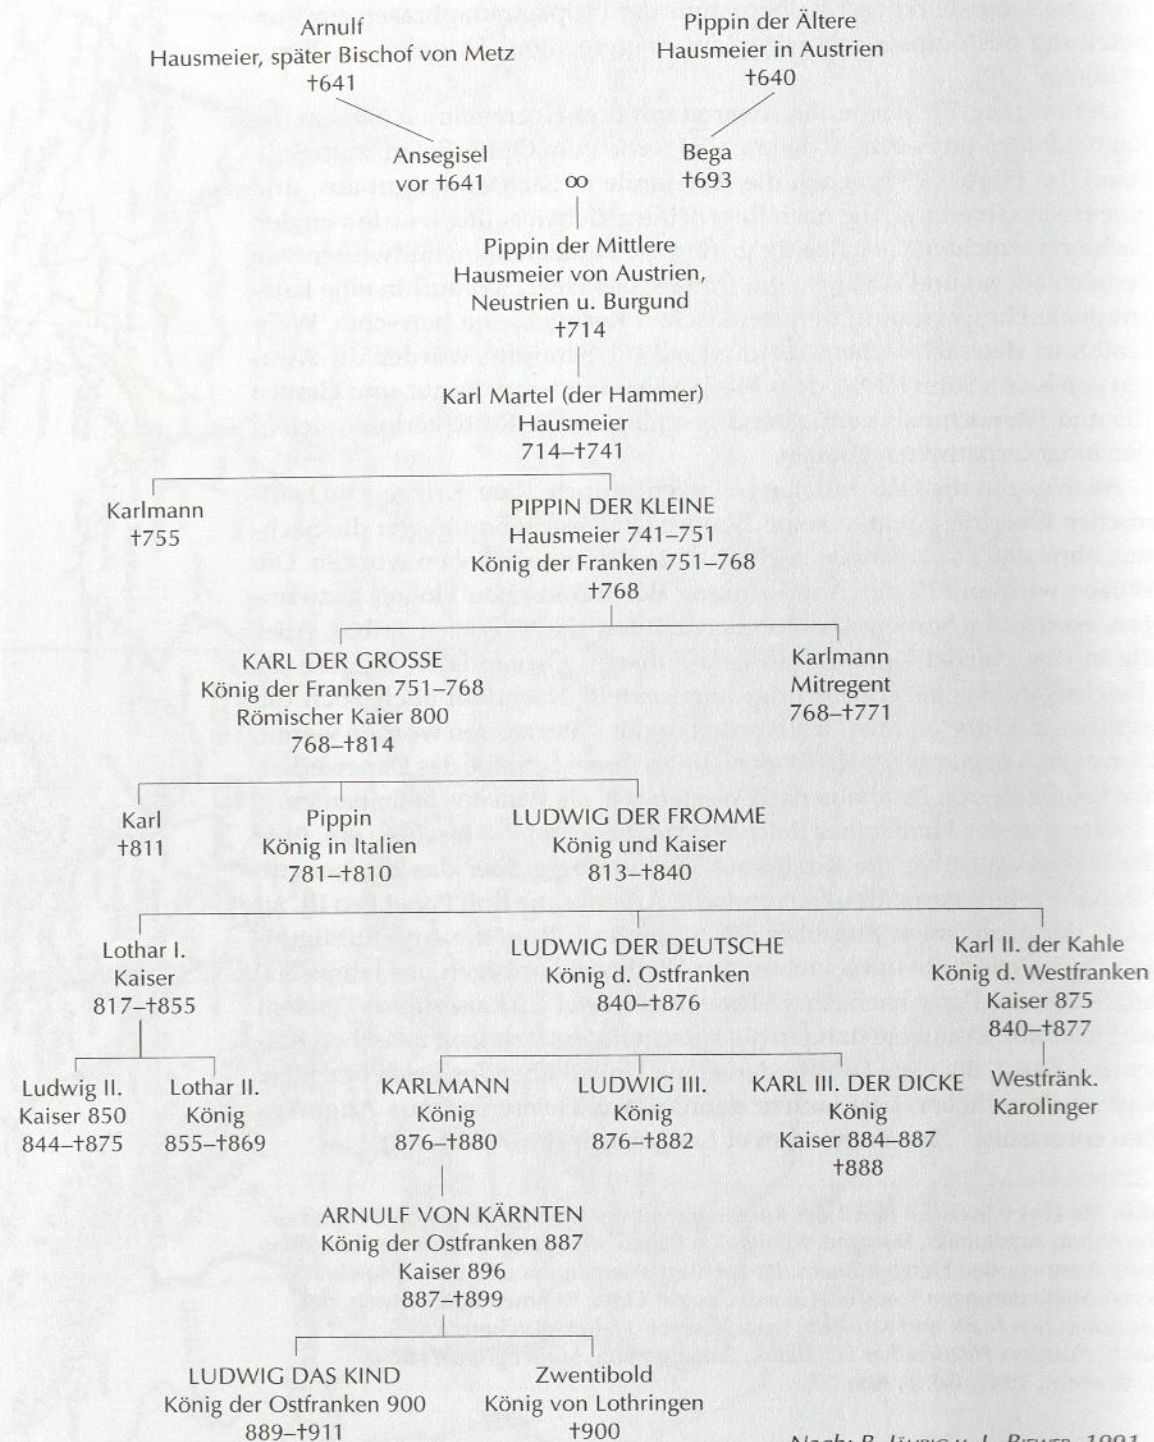 Arnulf
Hausmeier, später Bischof von Metz
†641
Pippin der Ältere
Hausmeier in Austrien
†640
Ansegisel
vor †641
∞
Bega
†693
Pippin der Mittlere
Hausmeier von Austrien,
Neustrien u. Burgund
†714
Karl Martel (der Hammer)
Hausmeier
714–†741
Karlmann
†755
PIPPIN DER KLEINE
Hausmeier 741–751
König der Franken 751–768
†768
KARL DER GROSSE
König der Franken 751–768
Römischer Kaier 800
768–†814
Karlmann
Mitregent
768–†771
Karl
†811
Pippin
König in Italien
781–†810
LUDWIG DER FROMME
König und Kaiser
813–†840
Lothar I.
Kaiser
817–†855
LUDWIG DER DEUTSCHE
König d. Ostfranken
840–†876
Karl II. der Kahle
König d. Westfranken
Kaiser 875
840–†877
Ludwig II.
Kaiser 850
844–†875
Lothar II.
König
855–†869
KARLMANN
König
876–†880
LUDWIG III.
König
876–†882
KARL III. DER DICKE
König
Kaiser 884–887
†888
Westfränk.
Karolinger
ARNULF VON KÄRNTEN
König der Ostfranken 887
Kaiser 896
887–†899
LUDWIG DAS KIND
König der Ostfranken 900
889–†911
Zwentibold
König von Lothringen
†900
Nach: P. u. J. 1991